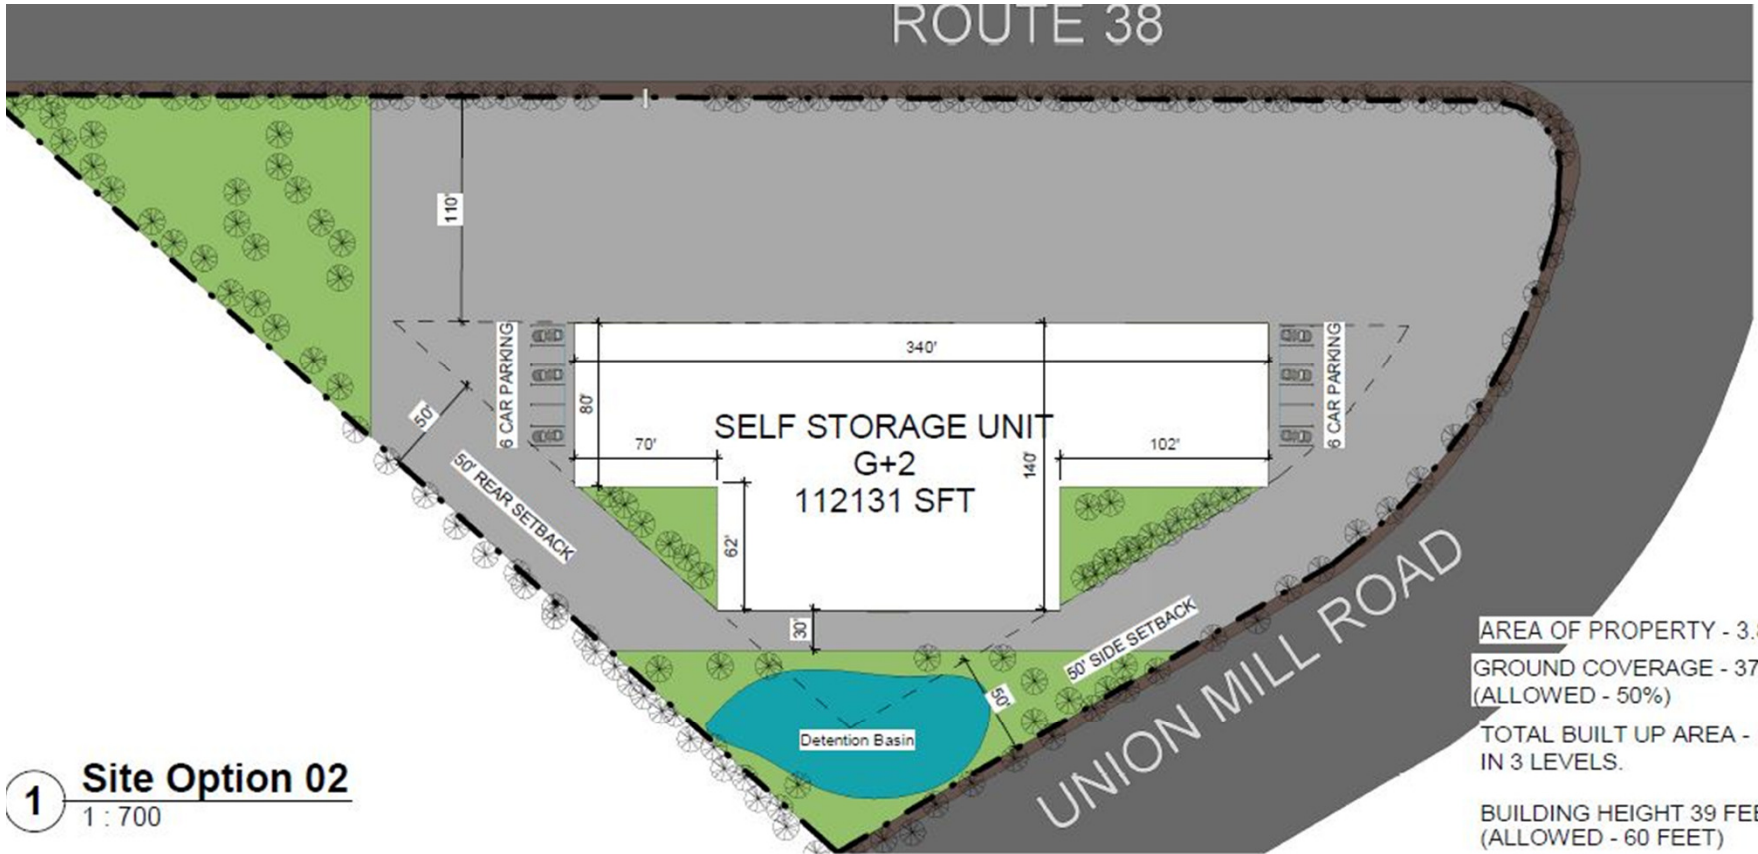 ROUTE 38
110'
6 CAR PARKING
6 CAR PARKING
340'
80'
50'
70'
SELF STORAGE UNIT
G+2
112131 SFT
140'
102'
50' REAR SETBACK
62'
30'
50' SIDE SETBACK
50'
Detention Basin
UNION MILL ROAD
AREA OF PROPERTY - 3.
GROUND COVERAGE - 37
(ALLOWED - 50%)
TOTAL BUILT UP AREA -
IN 3 LEVELS.
BUILDING HEIGHT 39 FEE
(ALLOWED - 60 FEET)
1
Site Option 02
1 : 700